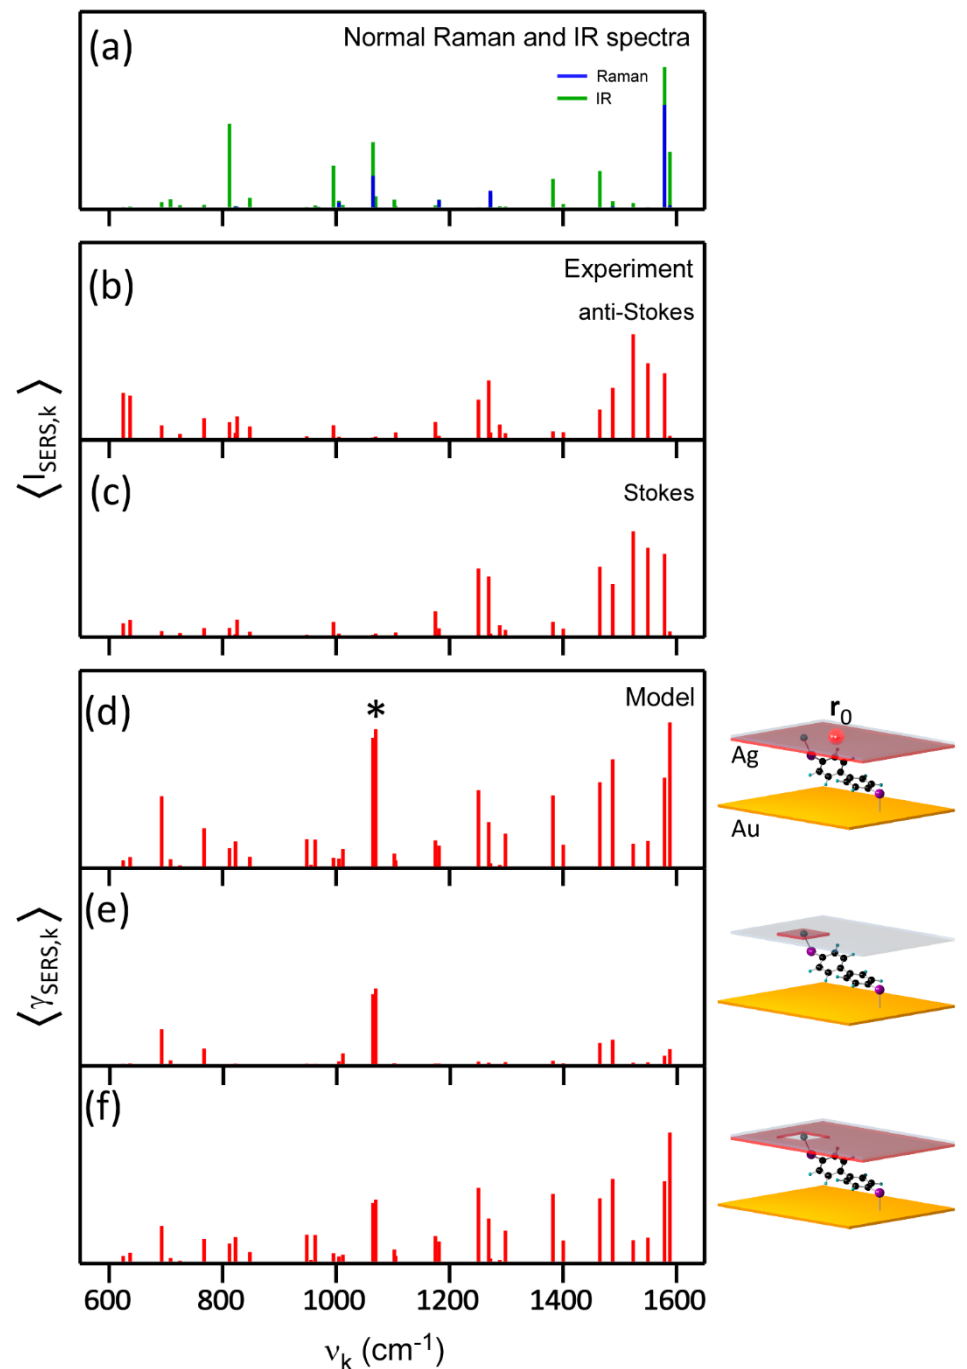 (a)
Normal Raman and IR spectra
Raman
IR
(b)
Experiment
anti-Stokes
(c)
Stokes
⟨I_SERS,k⟩
(d)
*
Model
r₀
Ag
Au
(e)
(f)
⟨γ_SERS,k⟩
600 800 1000 1200 1400 1600
ν_k (cm⁻¹)